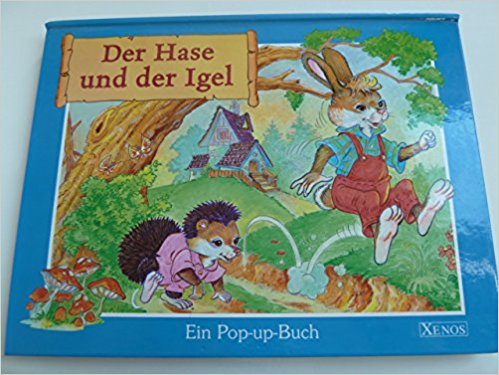 Der Hase
und der Igel
Ein Pop-up-Buch
XENOS